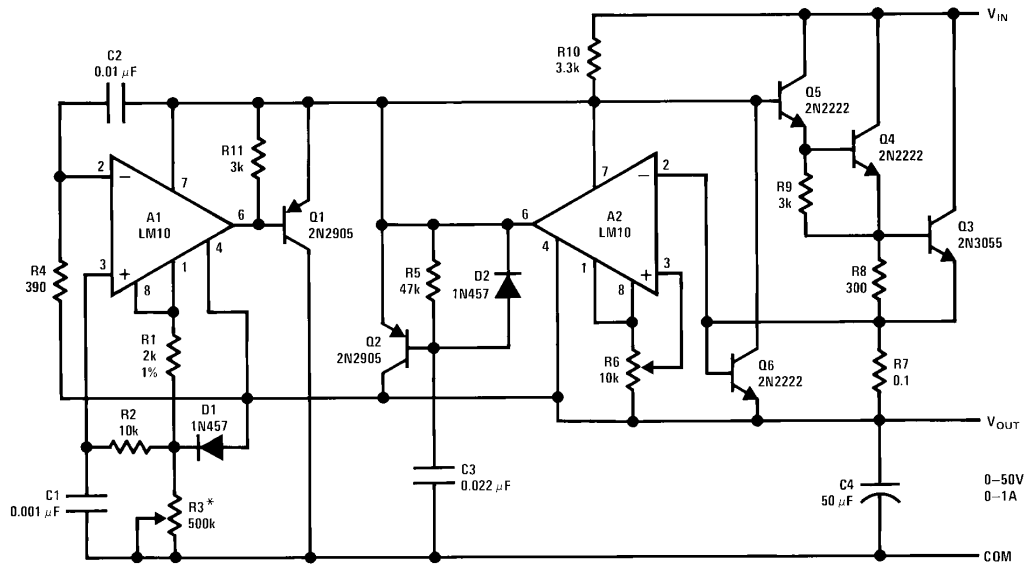 V_IN
R10
3.3k
C2
0.01 μF
Q5
2N2222
Q4
2N2222
R11
3k
2
7
A1
LM10
6
4
Q1
2N2905
7
2
6
A2
LM10
4
R9
3k
Q3
2N3055
3
1
8
R4
390
R5
47k
D2
1N457
1
8
3
R8
300
R1
2k
1%
Q2
2N2905
R6
10k
Q6
2N2222
R7
0.1
R2
10k
D1
1N457
V_OUT
C1
0.001 μF
R3*
500k
C3
0.022 μF
C4
50 μF
0–50V
0–1A
COM